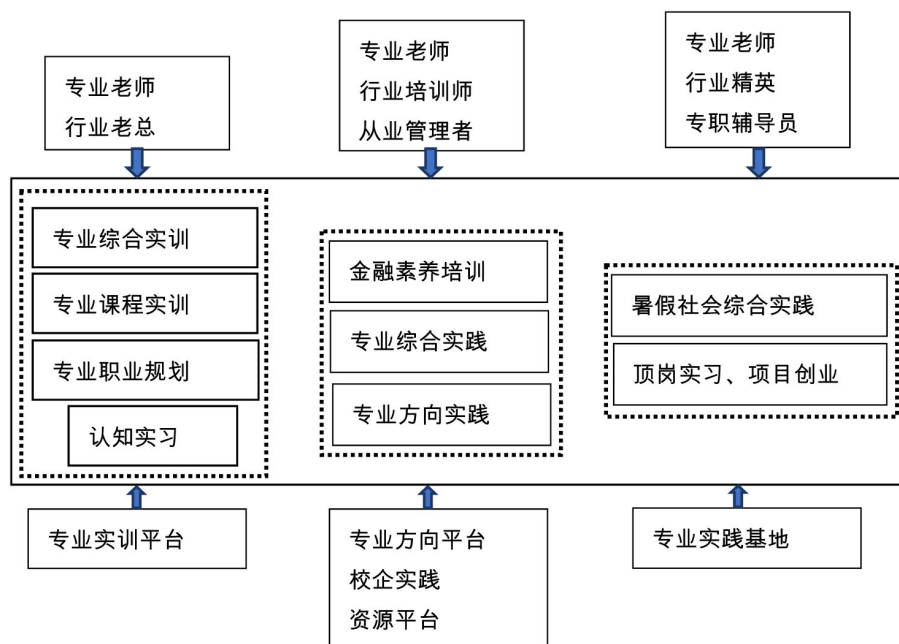 专业老师
行业老总
专业老师
行业培训师
从业管理者
专业老师
行业精英
专职辅导员
专业综合实训
专业课程实训
专业职业规划
认知实习
金融素养培训
专业综合实践
专业方向实践
暑假社会综合实践
顶岗实习、项目创业
专业实训平台
专业方向平台
校企实践
资源平台
专业实践基地